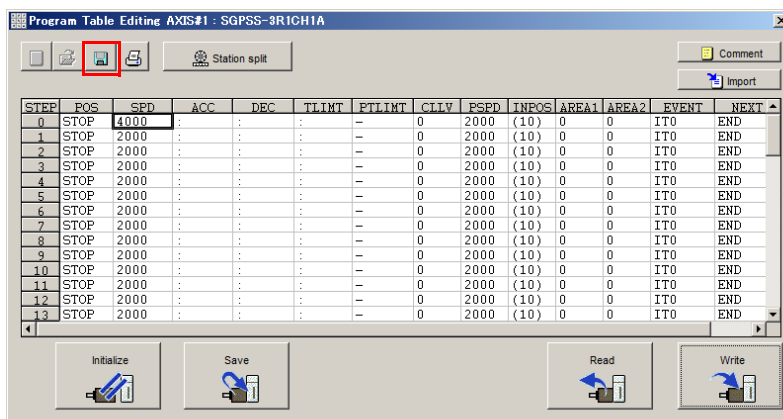 Program Table Editing AXIS#1 : SGPSS-3R1CH1A
Station split
Comment
Import
STEP POS SPD ACC DEC TLIMT PTLIMT CLLV PSPD INPOS AREA1 AREA2 EVENT NEXT
0 STOP 4000 : : : – 0 2000 (10) 0 0 IT0 END
1 STOP 2000 : : : – 0 2000 (10) 0 0 IT0 END
2 STOP 2000 : : : – 0 2000 (10) 0 0 IT0 END
3 STOP 2000 : : : – 0 2000 (10) 0 0 IT0 END
4 STOP 2000 : : : – 0 2000 (10) 0 0 IT0 END
5 STOP 2000 : : : – 0 2000 (10) 0 0 IT0 END
6 STOP 2000 : : : – 0 2000 (10) 0 0 IT0 END
7 STOP 2000 : : : – 0 2000 (10) 0 0 IT0 END
8 STOP 2000 : : : – 0 2000 (10) 0 0 IT0 END
9 STOP 2000 : : : – 0 2000 (10) 0 0 IT0 END
10 STOP 2000 : : : – 0 2000 (10) 0 0 IT0 END
11 STOP 2000 : : : – 0 2000 (10) 0 0 IT0 END
12 STOP 2000 : : : – 0 2000 (10) 0 0 IT0 END
13 STOP 2000 : : : – 0 2000 (10) 0 0 IT0 END
Initialize
Save
Read
Write